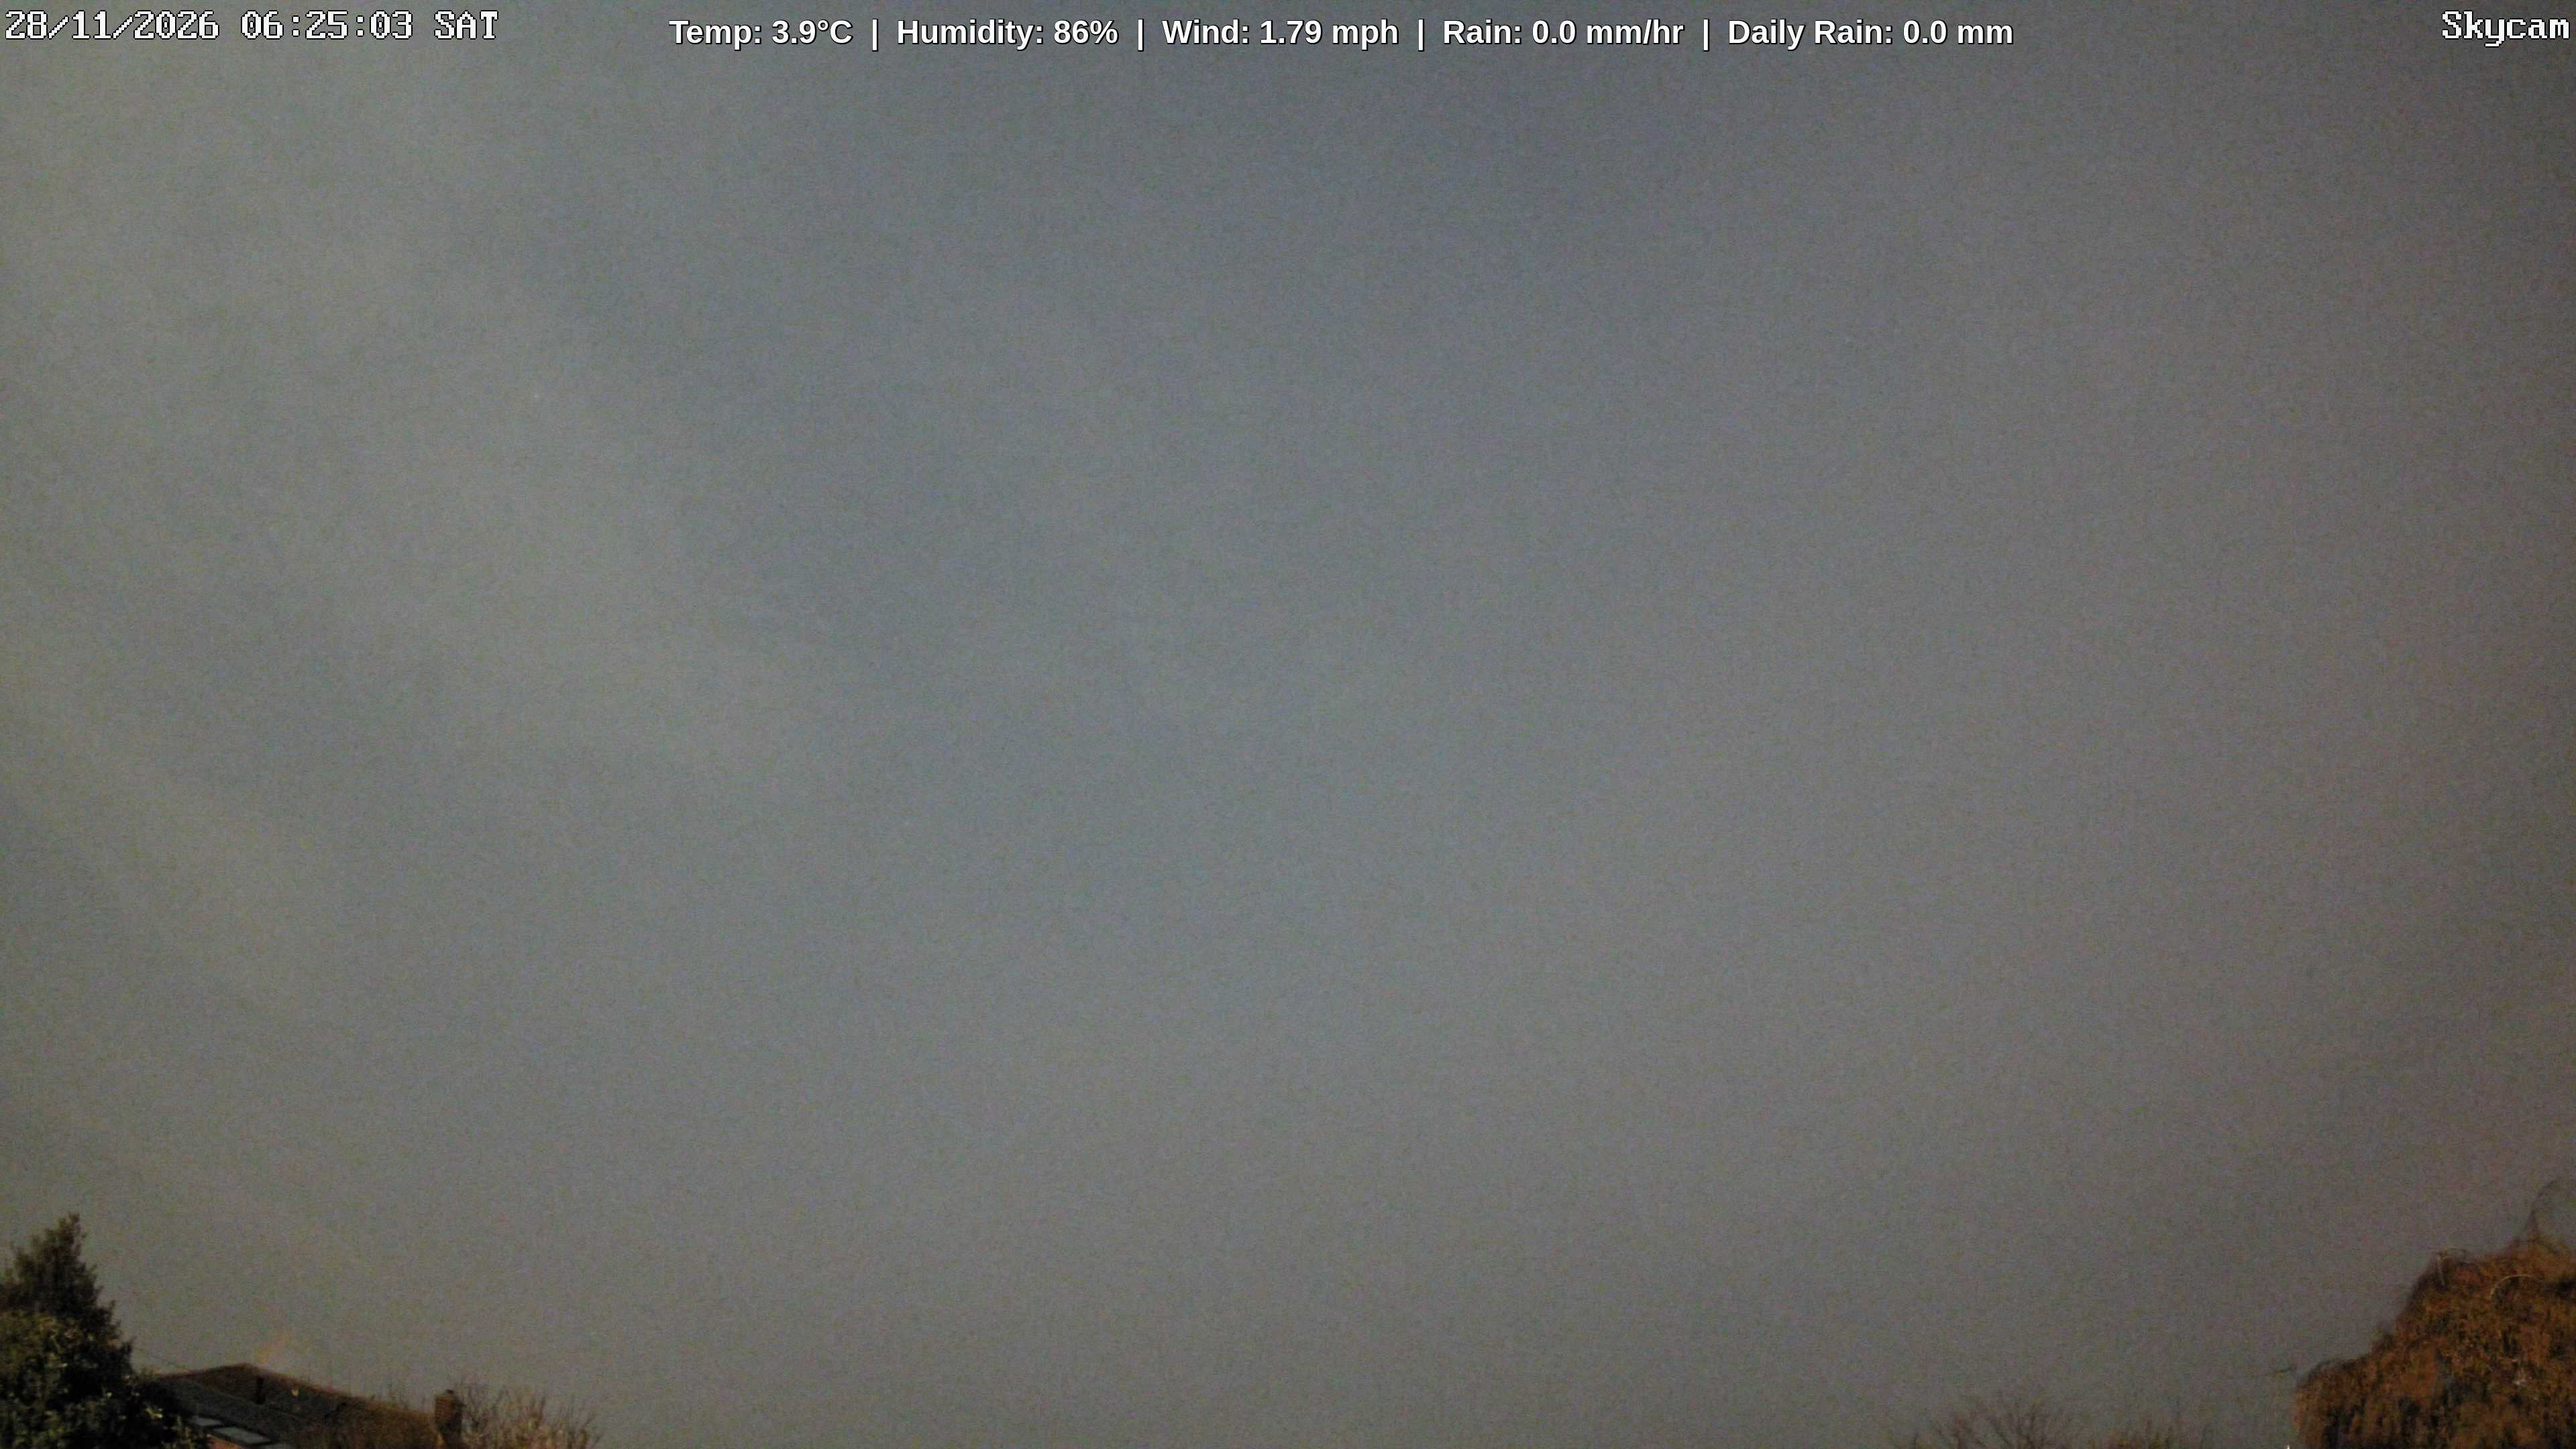 28/11/2026 06:25:03 SAT
Temp: 3.9°C | Humidity: 86% | Wind: 1.79 mph | Rain: 0.0 mm/hr | Daily Rain: 0.0 mm
Skycam